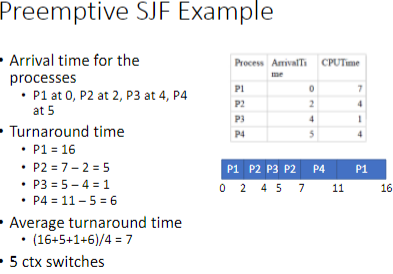 Preemptive SJF Example
• Arrival time for the
processes
• P1 at 0, P2 at 2, P3 at 4, P4
at 5
• Turnaround time
• P1 = 16
• P2 = 7 – 2 = 5
• P3 = 5 – 4 = 1
• P4 = 11 – 5 = 6
• Average turnaround time
• (16+5+1+6)/4 = 7
• 5 ctx switches
Process ArrivalTi CPUTime
me
P1 0 7
P2 2 4
P3 4 1
P4 5 4
P1 P2 P3 P2 P4 P1
0 2 4 5 7 11 16